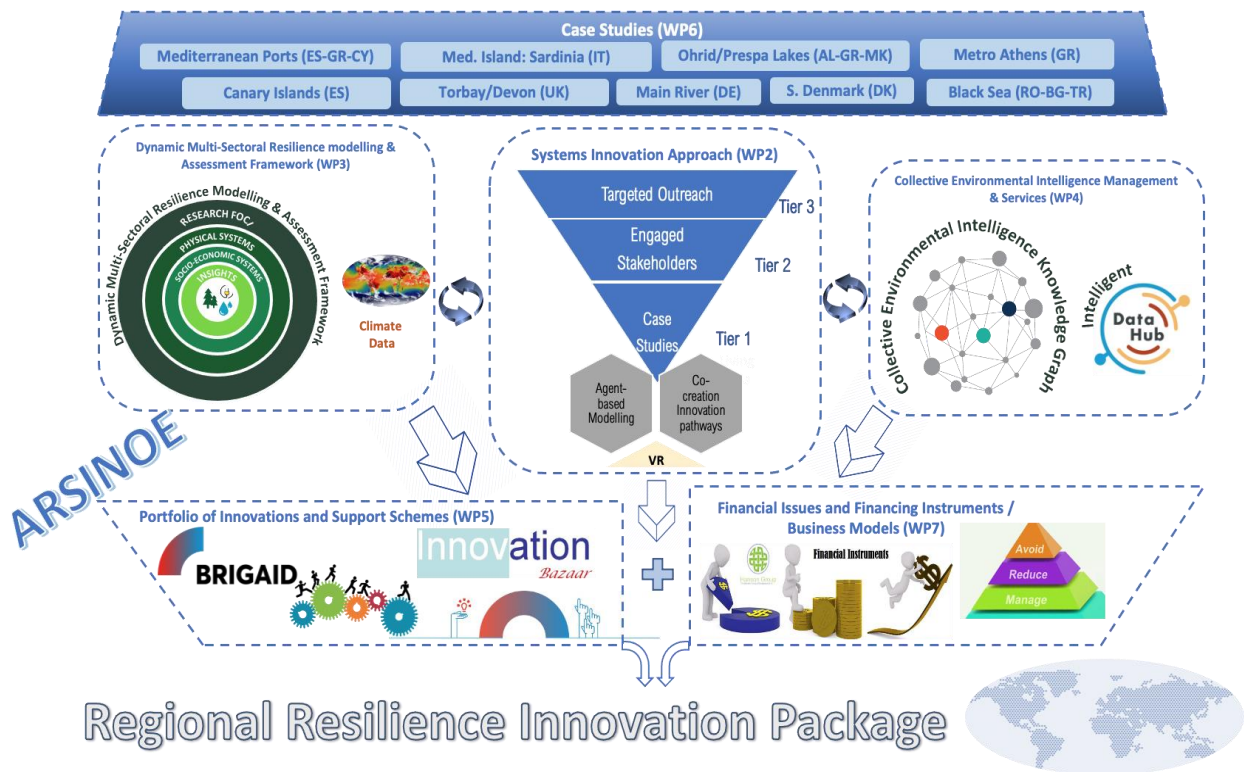 Case Studies (WP6)
Mediterranean Ports (ES-GR-CY)
Med. Island: Sardinia (IT)
Ohrid/Prespa Lakes (AL-GR-MK)
Metro Athens (GR)
Canary Islands (ES)
Torbay/Devon (UK)
Main River (DE)
S. Denmark (DK)
Black Sea (RO-BG-TR)
Dynamic Multi-Sectoral Resilience modelling &
Assessment Framework (WP3)
Dynamic Multi-Sectoral Resilience Modelling & Assessment Framework
RESEARCH FOC/
PHYSICAL SYSTEMS
SOCIO-ECONOMIC SYSTEMS
INSIGHTS
Climate
Data
Systems Innovation Approach (WP2)
Targeted Outreach
Tier 3
Engaged
Stakeholders
Tier 2
Case
Studies
Tier 1
Agent-
based
Modelling
Co-
creation
Innovation
pathways
VR
Collective Environmental Intelligence Management
& Services (WP4)
Collective Environmental Intelligence Knowledge Graph
Intelligent
Data
Hub
ARSINOE
Portfolio of Innovations and Support Schemes (WP5)
BRIGAID
Innovation
Bazaar
Financial Issues and Financing Instruments /
Business Models (WP7)
Financial Instruments
Avoid
Reduce
Manage
Regional Resilience Innovation Package